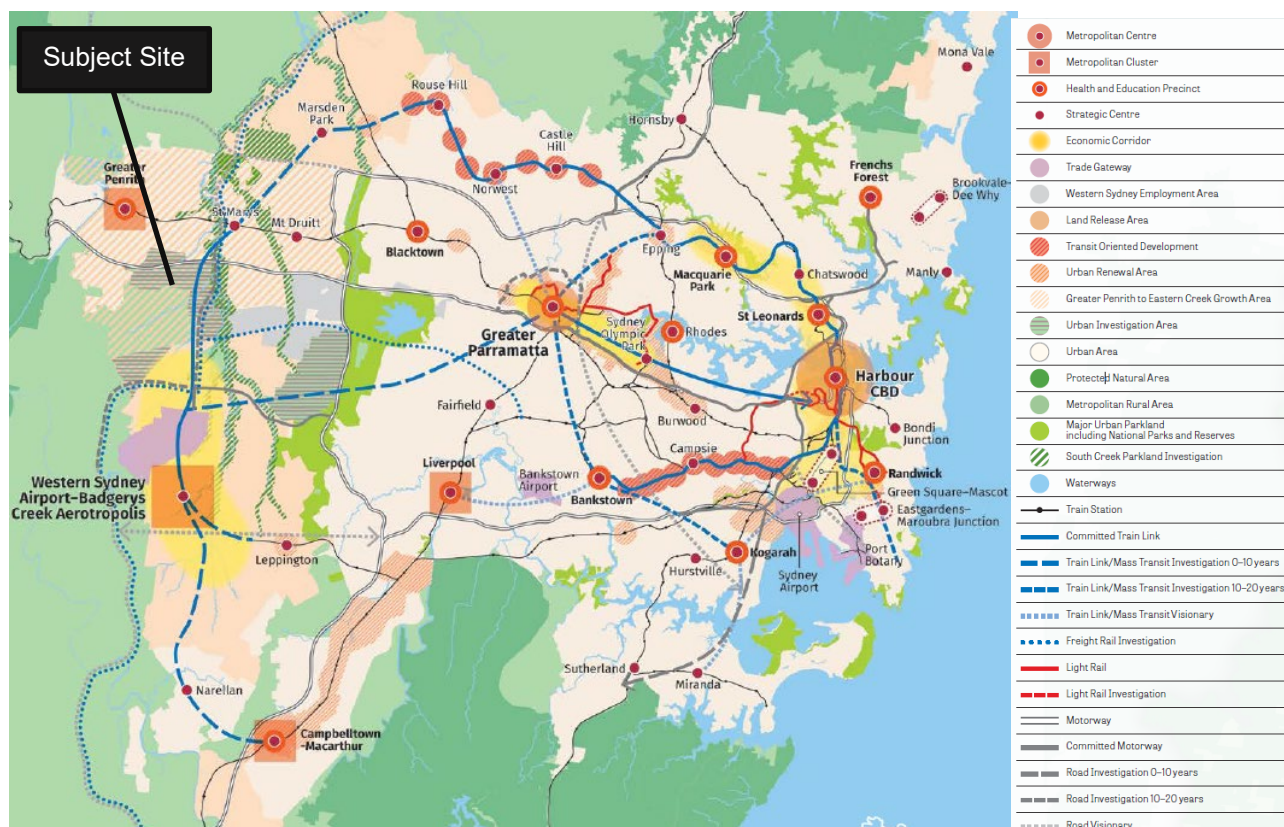 Subject Site
Mona Vale
Rouse Hill
Marsden
Park
Hornsby
Castle
Hill
Greater
Penrith
Norwest
Frenchs
Forest
Brookvale–
Dee Why
St Marys
Mt Druitt
Blacktown
Epping
Macquarie
Park
Chatswood
Manly
St Leonards
Greater
Parramatta
Sydney
Olympic
Park
Rhodes
Harbour
CBD
Fairfield
Burwood
Bondi
Junction
Campsie
Liverpool
Bankstown
Airport
Bankstown
Randwick
Green Square–Mascot
Eastgardens–
Maroubra Junction
Western Sydney
Airport–Badgerys
Creek Aerotropolis
Leppington
Kogarah
Hurstville
Sydney
Airport
Port
Botany
Sutherland
Miranda
Narellan
Campbelltown
-Macarthur
Metropolitan Centre
Metropolitan Cluster
Health and Education Precinct
Strategic Centre
Economic Corridor
Trade Gateway
Western Sydney Employment Area
Land Release Area
Transit Oriented Development
Urban Renewal Area
Greater Penrith to Eastern Creek Growth Area
Urban Investigation Area
Urban Area
Protected Natural Area
Metropolitan Rural Area
Major Urban Parkland
including National Parks and Reserves
South Creek Parkland Investigation
Waterways
Train Station
Committed Train Link
Train Link/Mass Transit Investigation 0–10 years
Train Link/Mass Transit Investigation 10–20 years
Train Link/Mass Transit Visionary
Freight Rail Investigation
Light Rail
Light Rail Investigation
Motorway
Committed Motorway
Road Investigation 0–10 years
Road Investigation 10–20 years
Road Visionary